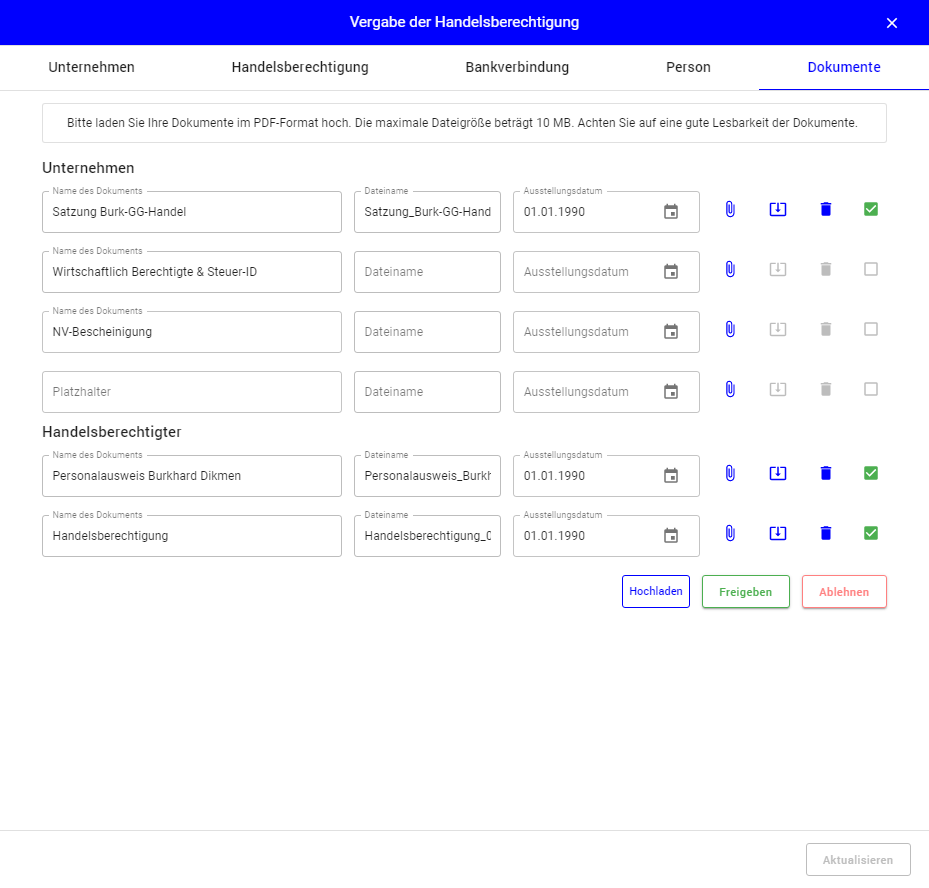 Vergabe der Handelsberechtigung
Unternehmen Handelsberechtigung Bankverbindung Person Dokumente
Bitte laden Sie Ihre Dokumente im PDF-Format hoch. Die maximale Dateigröße beträgt 10 MB. Achten Sie auf eine gute Lesbarkeit der Dokumente.
Unternehmen
Name des Dokuments Dateiname Ausstellungsdatum
Satzung Burk-GG-Handel Satzung_Burk-GG-Hand 01.01.1990
Name des Dokuments
Wirtschaftlich Berechtigte & Steuer-ID Dateiname Ausstellungsdatum
Name des Dokuments
NV-Bescheinigung Dateiname Ausstellungsdatum
Platzhalter Dateiname Ausstellungsdatum
Handelsberechtigter
Name des Dokuments Dateiname Ausstellungsdatum
Personalausweis Burkhard Dikmen Personalausweis_Burkh 01.01.1990
Name des Dokuments Dateiname Ausstellungsdatum
Handelsberechtigung Handelsberechtigung_0 01.01.1990
Hochladen Freigeben Ablehnen
Aktualisieren